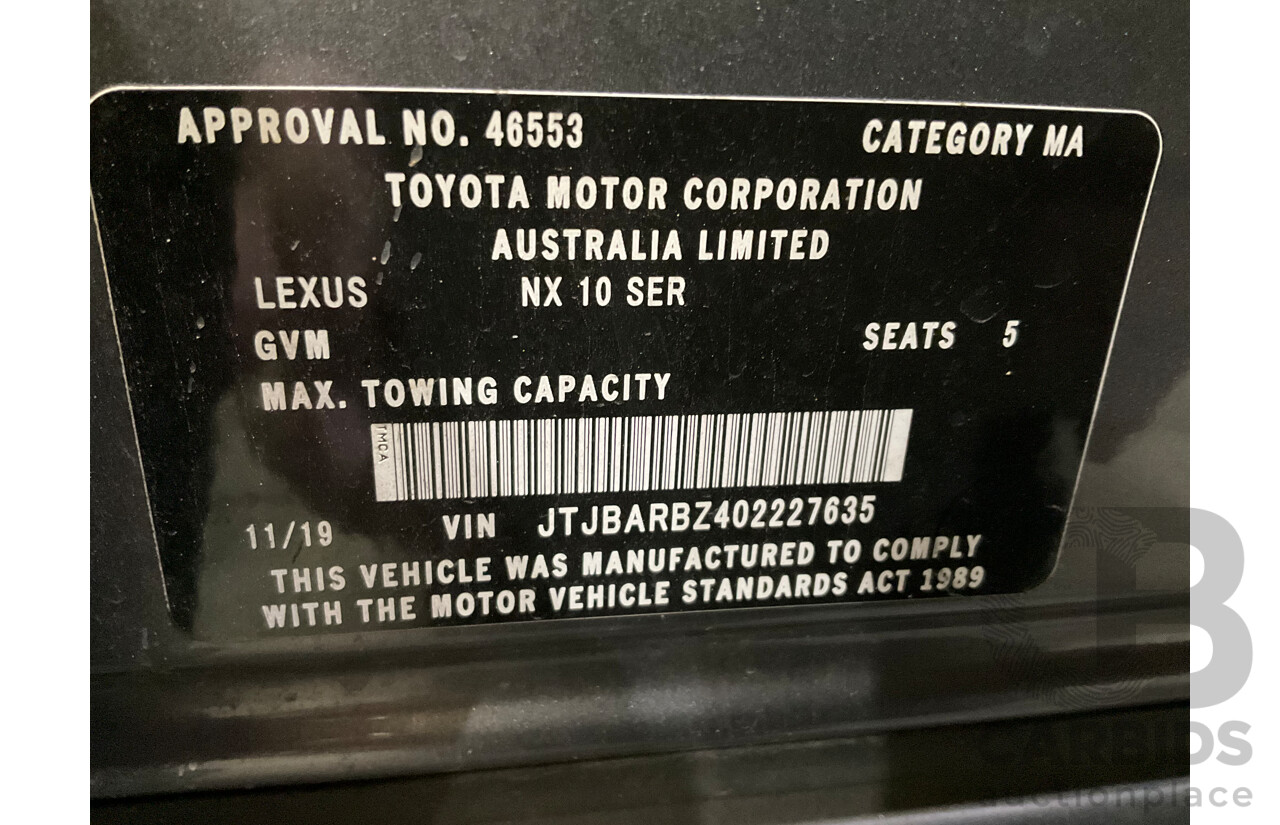 APPROVAL NO. 46553 CATEGORY MA
TOYOTA MOTOR CORPORATION
AUSTRALIA LIMITED
LEXUS NX 10 SER
GVM SEATS 5
MAX. TOWING CAPACITY
TMCA
11/19 VIN JTJBARBZ402227635
THIS VEHICLE WAS MANUFACTURED TO COMPLY
WITH THE MOTOR VEHICLE STANDARDS ACT 1989
B
CARBIDS
auctionplace